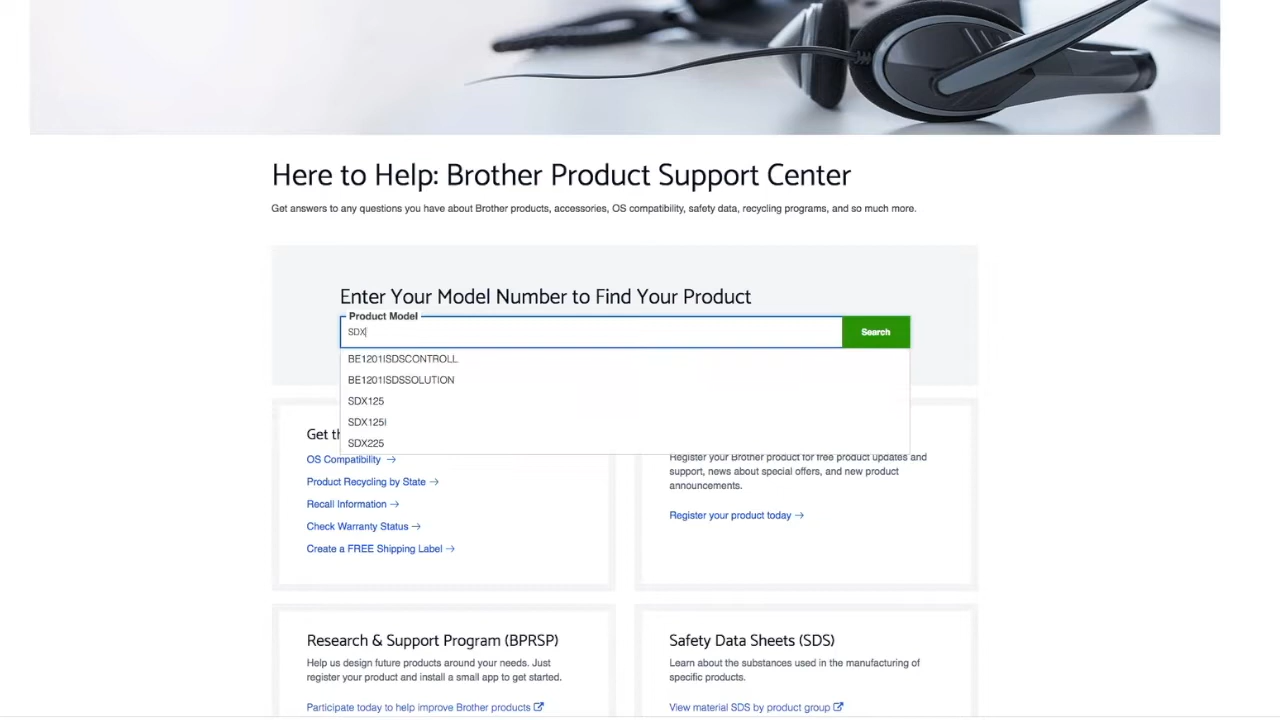 Here to Help: Brother Product Support Center
Get answers to any questions you have about Brother products, accessories, OS compatibility, safety data, recycling programs, and so much more.
Enter Your Model Number to Find Your Product
Product Model
SDX
Search
BE1201ISDSCONTROLL
BE1201ISDSSOLUTION
SDX125
SDX125I
SDX225
Get
OS Compatibility →
Product Recycling by State →
Recall Information →
Check Warranty Status →
Create a FREE Shipping Label →
Register your Brother product for free product updates and
support, news about special offers, and new product
announcements.
Register your product today →
Research & Support Program (BPRSP)
Help us design future products around your needs. Just
register your product and install a small app to get started.
Participate today to help improve Brother products
Safety Data Sheets (SDS)
Learn about the substances used in the manufacturing of
specific products.
View material SDS by product group